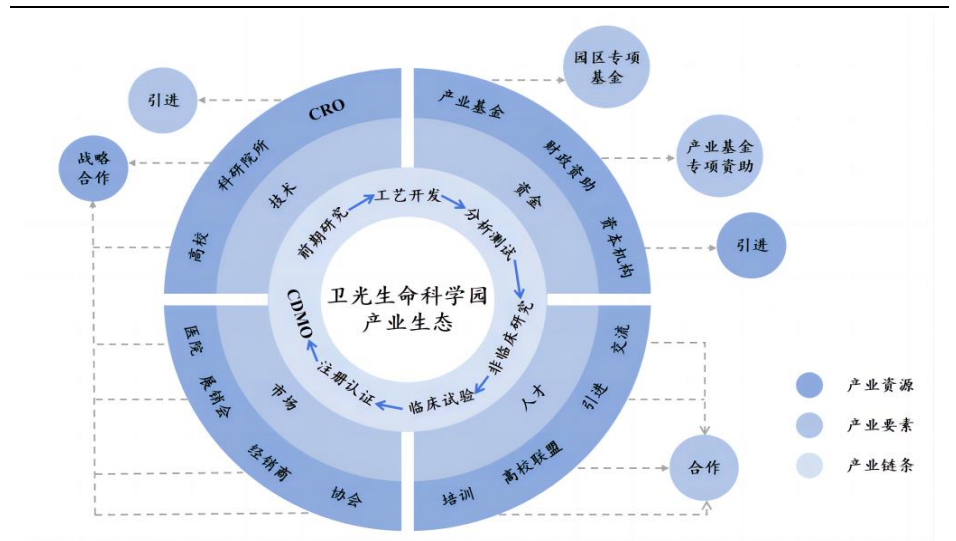 园区专项
基金
引进
CRO
产业基金
战略
合作
科研院所
财政资助
产业基金
专项资助
技术
资金
高校
资本机构
引进
前期研究
工艺开发
分析测试
非临床研究
临床试验
注册认证
CDMO
卫光生命科学园
产业生态
医院
展销会
经销商
协会
市场
人才
交流
引进
高校联盟
培训
合作
产业资源
产业要素
产业链条